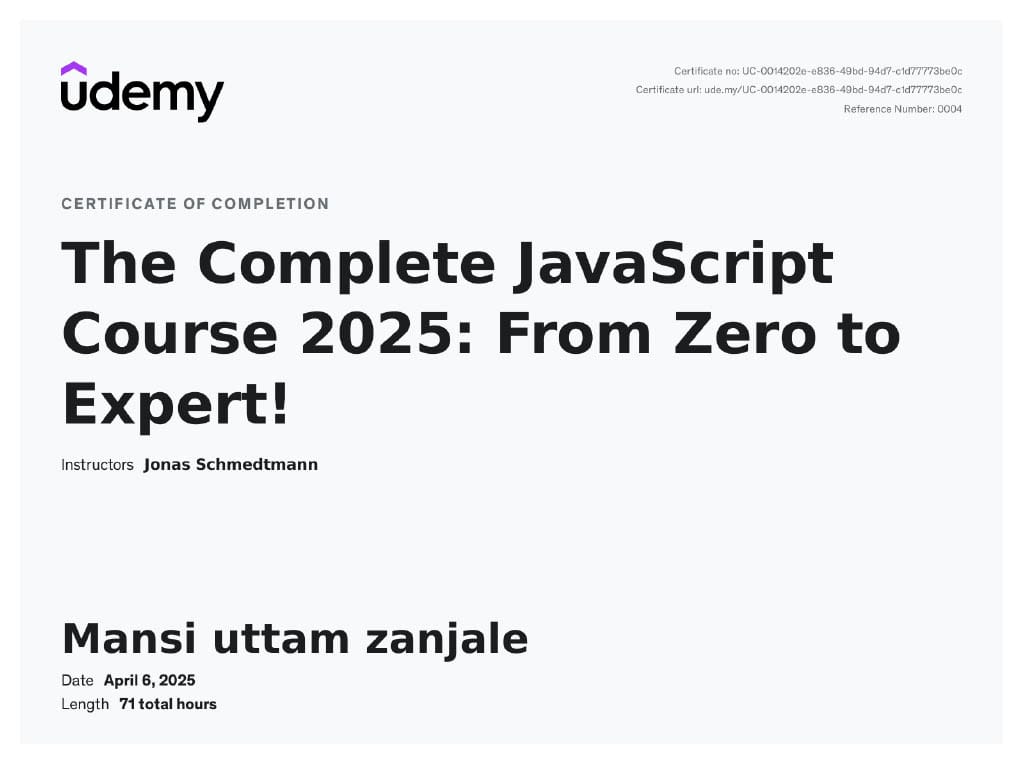 udemy
Certificate no: UC-0014202e-e836-49bd-94d7-c1d77773be0c
Certificate url: ude.my/UC-0014202e-e836-49bd-94d7-c1d77773be0c
Reference Number: 0004
CERTIFICATE OF COMPLETION
The Complete JavaScript
Course 2025: From Zero to
Expert!
Instructors Jonas Schmedtmann
Mansi uttam zanjale
Date April 6, 2025
Length 71 total hours